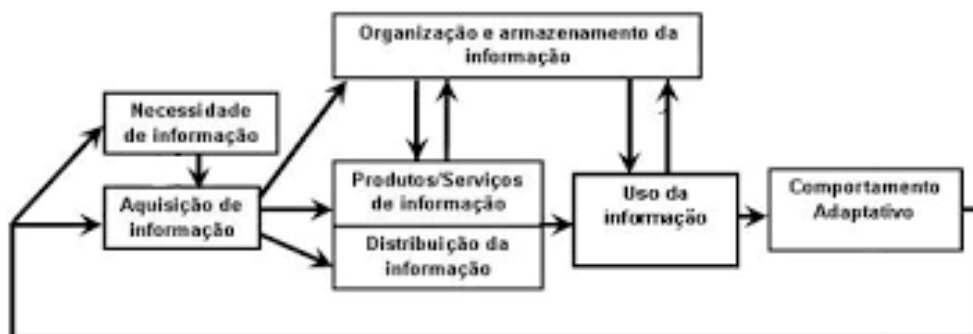 Organização e armazenamento da
informação
Necessidade
de informação
Aquisição de
informação
Produtos/Serviços
de informação
Distribuição da
informação
Uso da
informação
Comportamento
Adaptativo